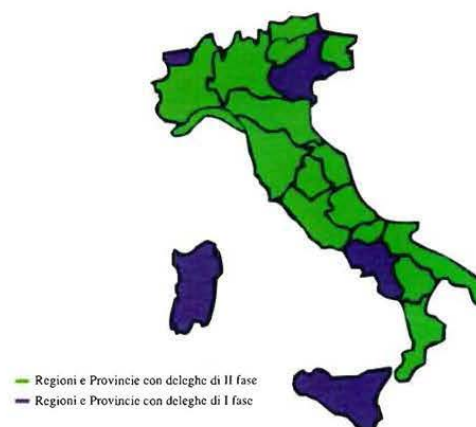 Regioni e Provincie con deleghe di II fase
Regioni e Provincie con deleghe di I fase